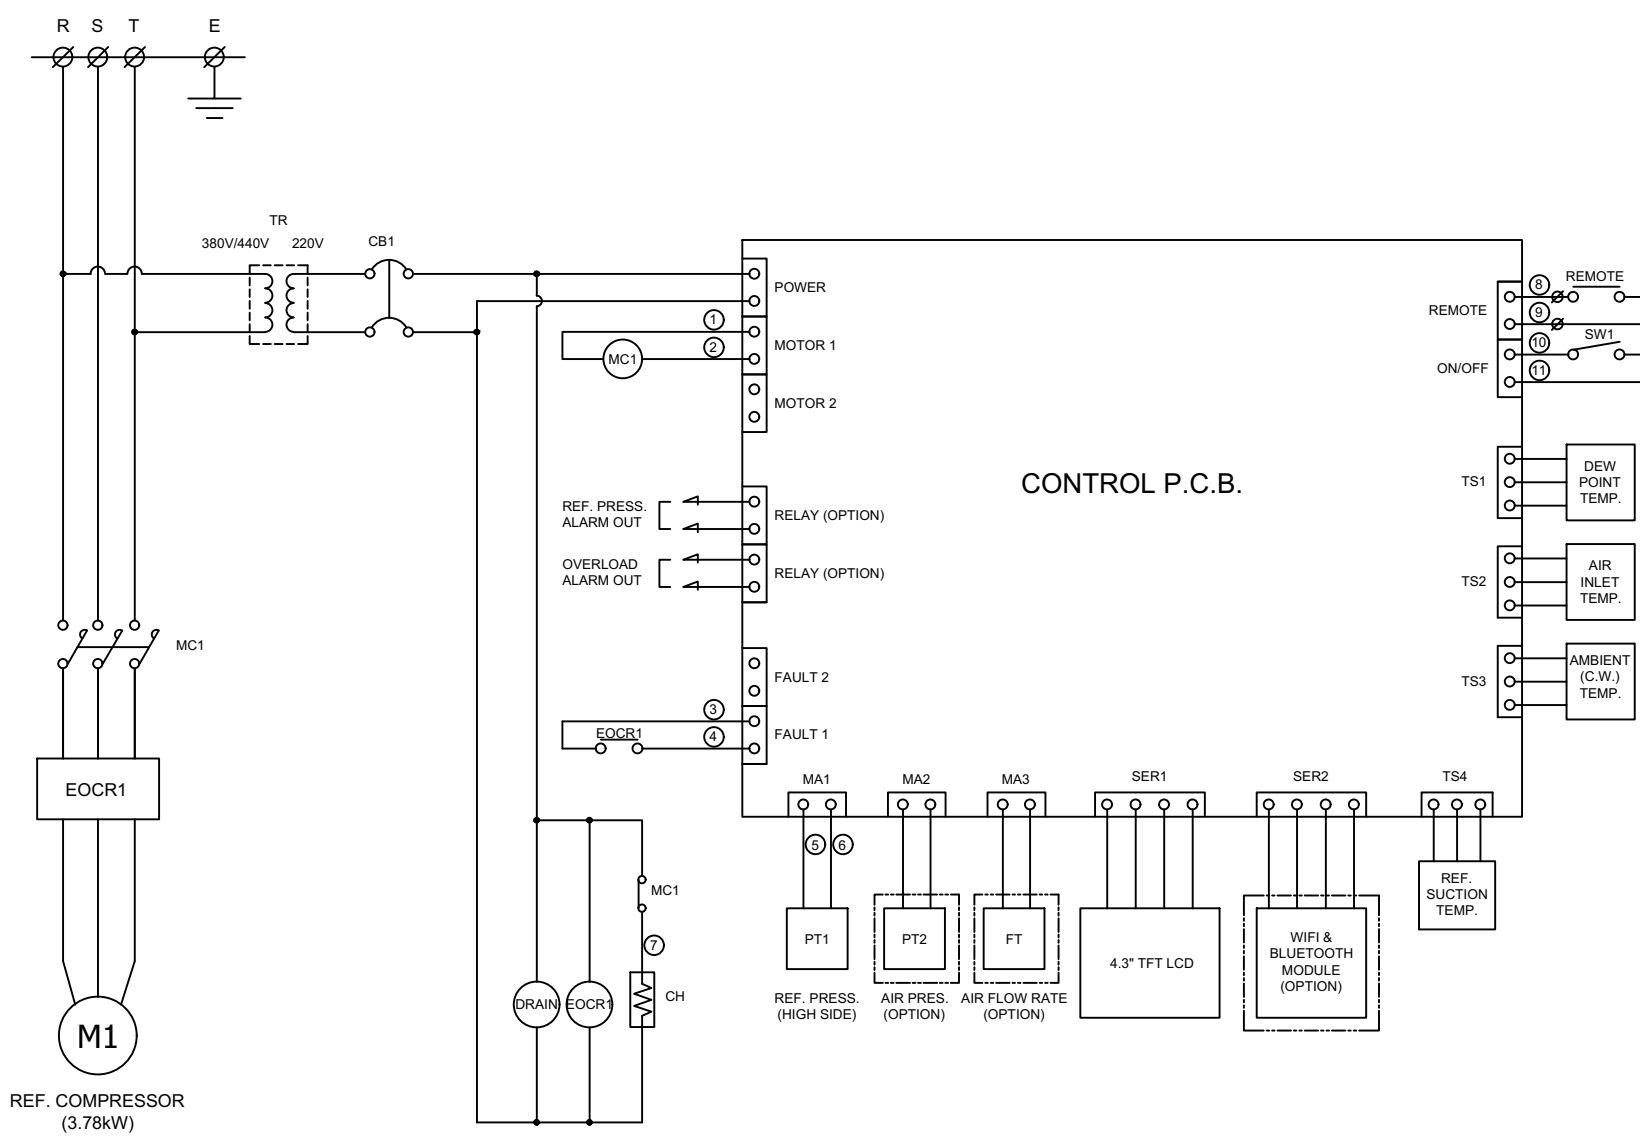 R S T E
TR
380V/440V 220V CB1
POWER
1
MOTOR 1
2
MC1
MOTOR 2
REF. PRESS.
ALARM OUT
RELAY (OPTION)
OVERLOAD
ALARM OUT
RELAY (OPTION)
CONTROL P.C.B.
8 REMOTE
REMOTE
9
10 SW1
ON/OFF
11
TS1
DEW
POINT
TEMP.
TS2
AIR
INLET
TEMP.
TS3
AMBIENT
(C.W.)
TEMP.
MC1
FAULT 2
3
EOCR1
4
FAULT 1
EOCR1
MA1 MA2 MA3 SER1 SER2 TS4
5 6
MC1
7
CH
DRAIN
EOCR1
PT1
REF. PRESS.
(HIGH SIDE)
PT2
AIR PRES.
(OPTION)
FT
AIR FLOW RATE
(OPTION)
4.3" TFT LCD
WIFI &
BLUETOOTH
MODULE
(OPTION)
REF.
SUCTION
TEMP.
M1
REF. COMPRESSOR
(3.78kW)